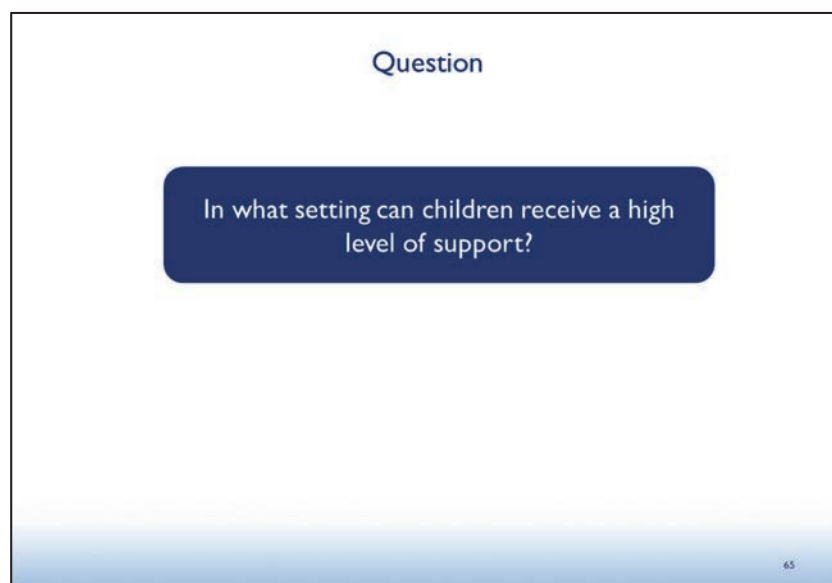 Question
In what setting can children receive a high
level of support?
65